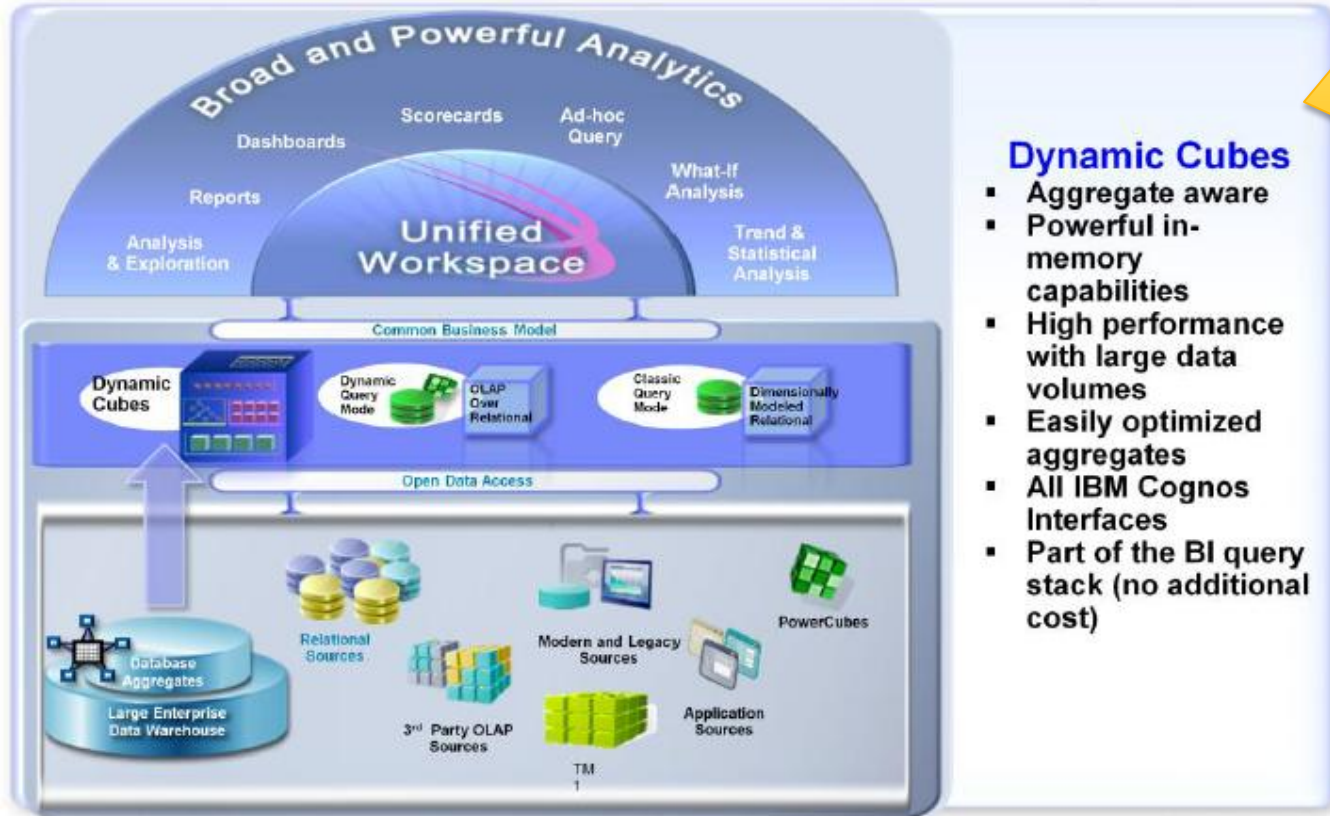 Broad and Powerful Analytics
Scorecards
Ad-hoc
Query
Dashboards
What-If
Analysis
Reports
Unified
Workspace
Analysis
& Exploration
Trend &
Statistical
Analysis
Common Business Model
Dynamic
Cubes
Dynamic
Query
Mode
OLAP
Over
Relational
Classic
Query
Mode
Dimensionally
Modeled
Relational
Open Data Access
Relational
Sources
Modern and Legacy
Sources
PowerCubes
Database
Aggregates
Large Enterprise
Data Warehouse
3rd Party OLAP
Sources
Application
Sources
TM
1
Dynamic Cubes
▪ Aggregate aware
▪ Powerful in-
memory
capabilities
▪ High performance
with large data
volumes
▪ Easily optimized
aggregates
▪ All IBM Cognos
Interfaces
▪ Part of the BI query
stack (no additional
cost)